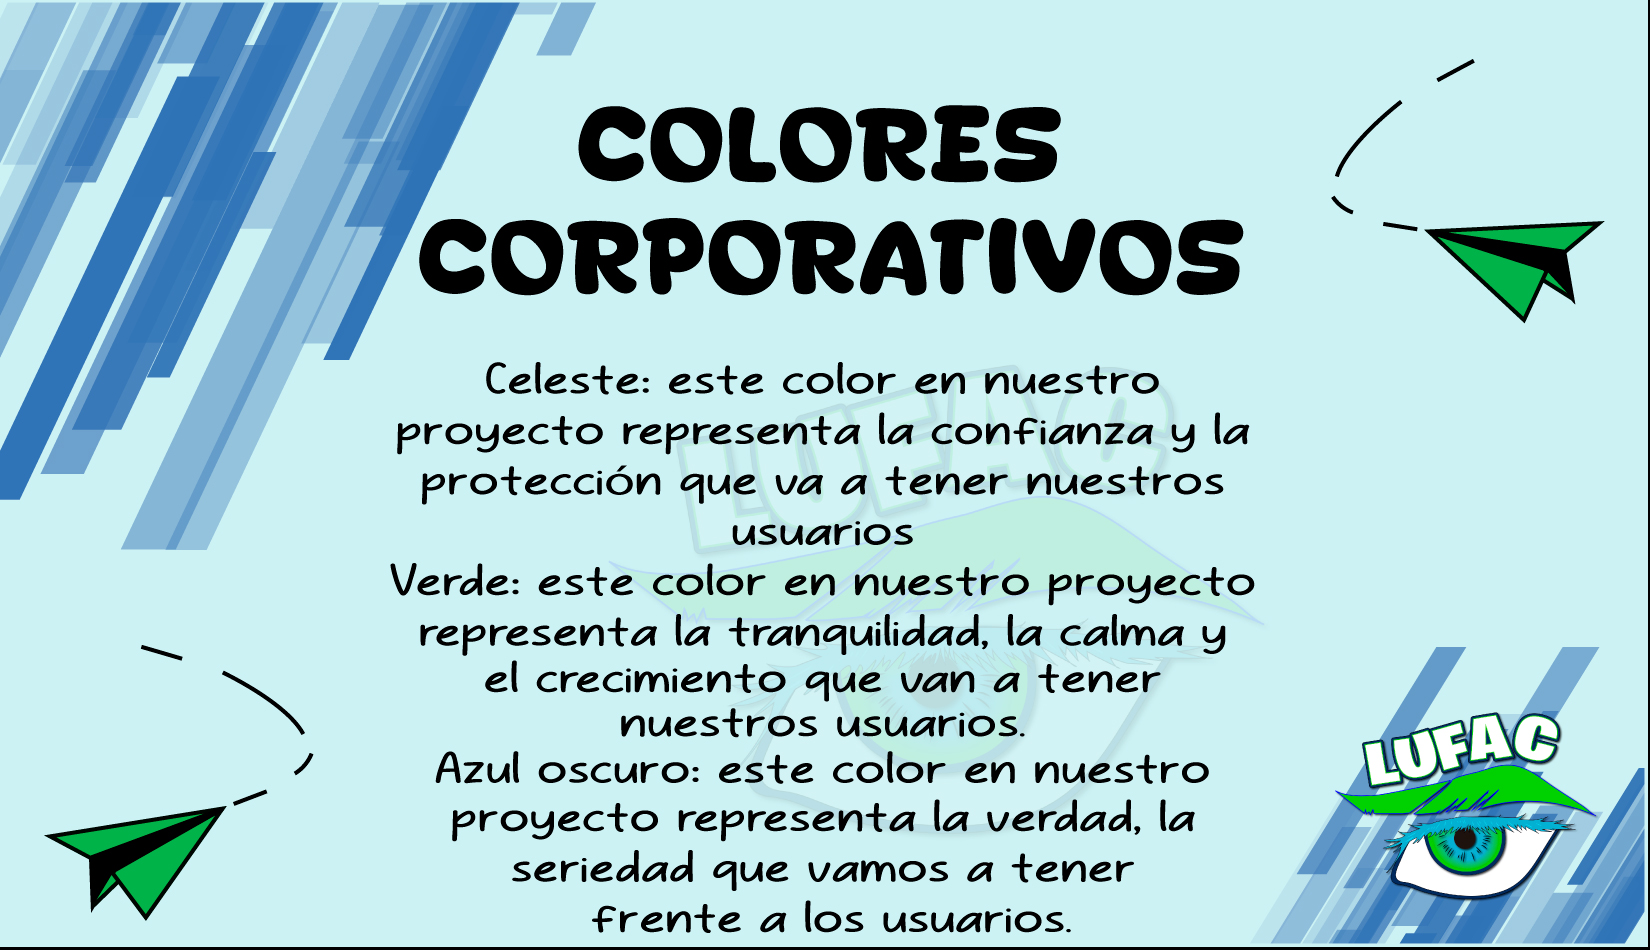 COLORES
CORPORATIVOS
Celeste: este color en nuestro
proyecto representa la confianza y la
protección que va a tener nuestros
usuarios
Verde: este color en nuestro proyecto
representa la tranquilidad, la calma y
el crecimiento que van a tener
nuestros usuarios.
Azul oscuro: este color en nuestro
proyecto representa la verdad, la
seriedad que vamos a tener
frente a los usuarios.
LUFAC
LUFAC